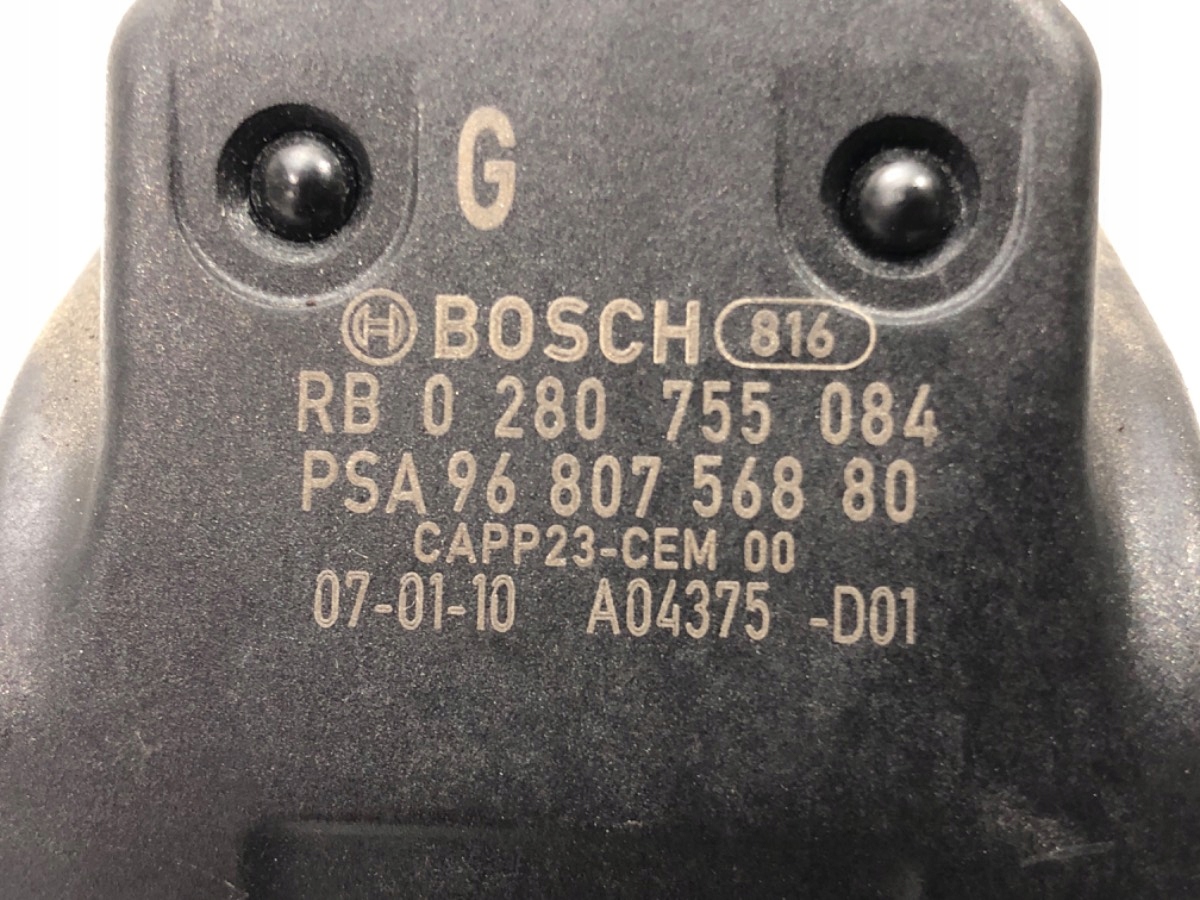 G
BOSCH 816
RB 0 280 755 084
PSA 96 807 568 80
CAPP23-CEM 00
07-01-10 A04375 -D01